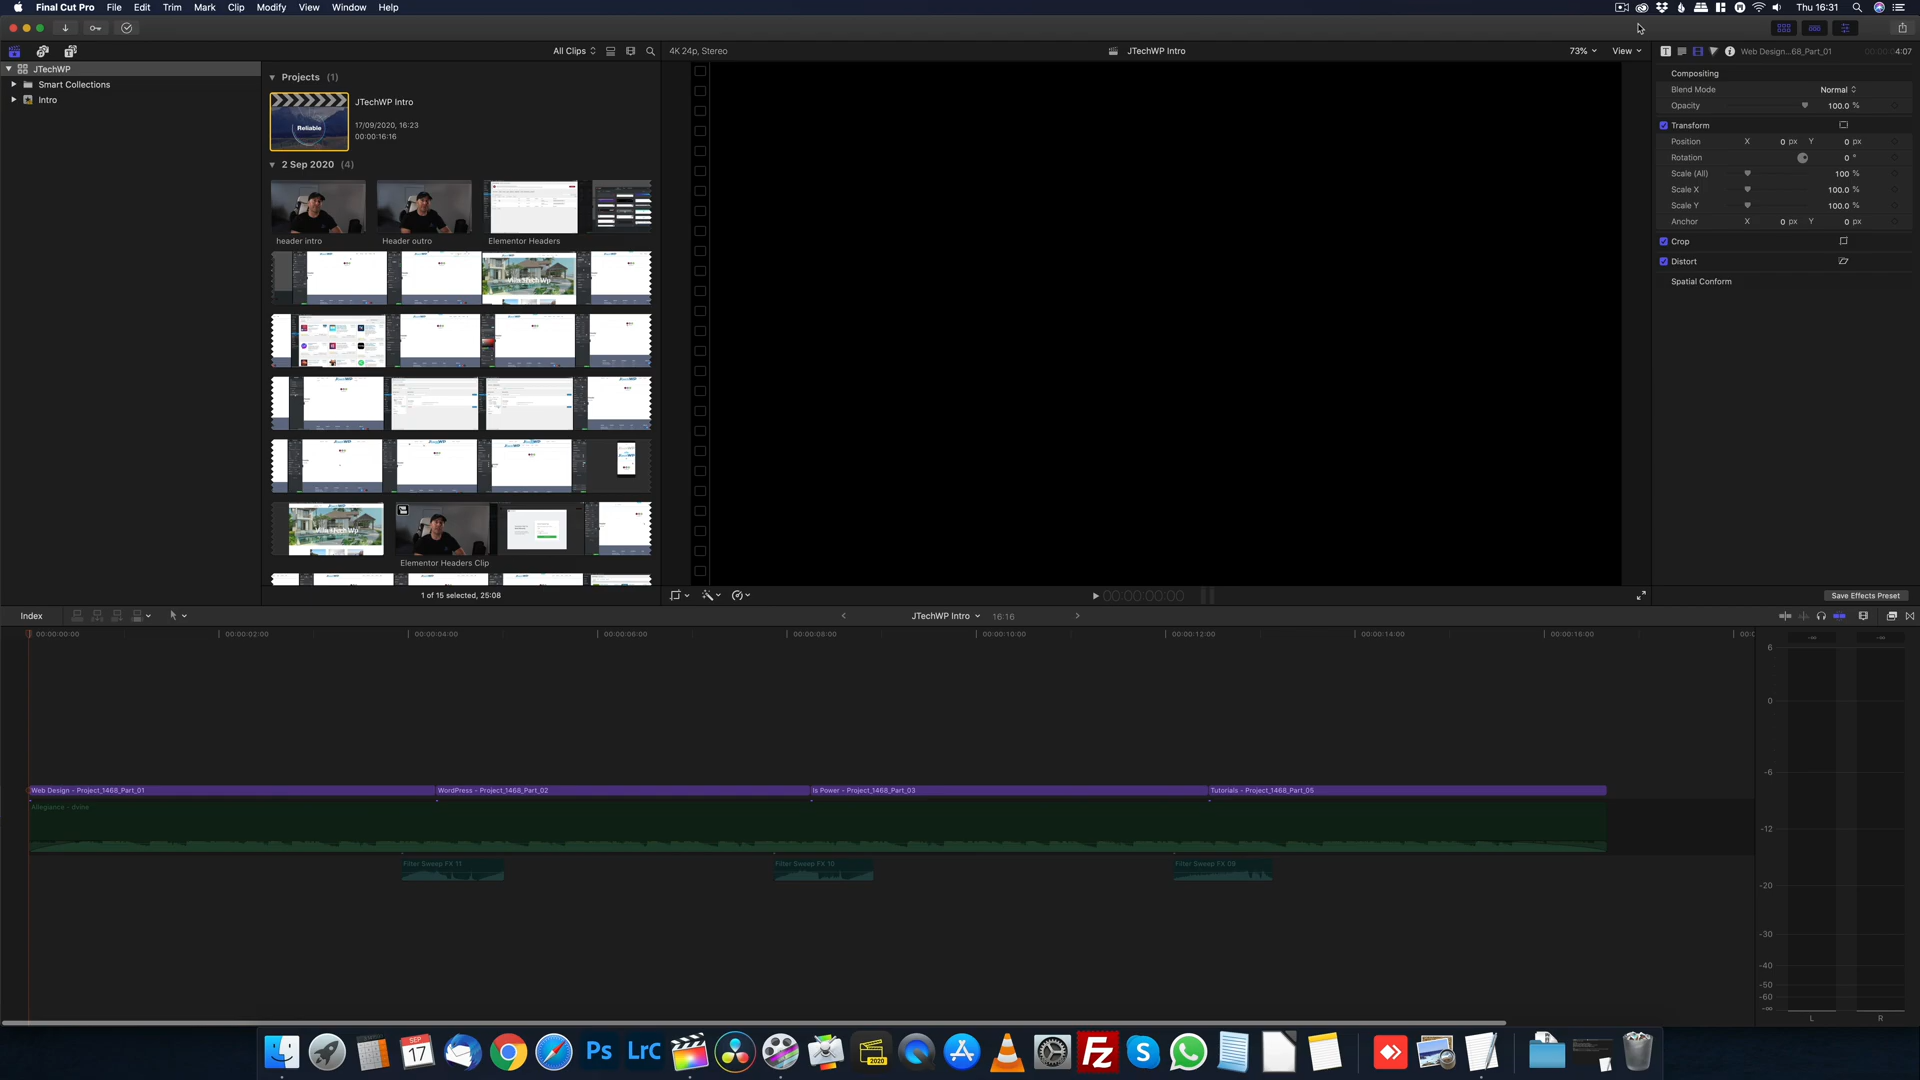 Final Cut Pro File Edit Trim Mark Clip Modify View Window Help
Thu 16:31
All Clips
4K 24p, Stereo
JTechWP Intro
73% View
Web Design...68_Part_01
4:07
JTechWP
Smart Collections
Intro
Projects (1)
JTechWP Intro
17/09/2020, 16:23
00:00:16:16
Reliable
2 Sep 2020 (4)
header intro
Header outro
Elementor Headers
Elementor Headers Clip
1 of 15 selected, 25:08
Compositing
Blend Mode Normal
Opacity 100.0 %
Transform
Position X 0 px Y 0 px
Rotation 0 °
Scale (All) 100 %
Scale X 100.0 %
Scale Y 100.0 %
Anchor X 0 px Y 0 px
Crop
Distort
Spatial Conform
00:00:00:00
Save Effects Preset
Index
JTechWP Intro 16:16
00:00:00:00 00:00:02:00 00:00:04:00 00:00:06:00 00:00:08:00 00:00:10:00 00:00:12:00 00:00:14:00 00:00:16:00
Web Design - Project_1468_Part_01
WordPress - Project_1468_Part_02
Is Power - Project_1468_Part_03
Tutorials - Project_1468_Part_05
Allegiance - dvine
Filter Sweep FX 11
Filter Sweep FX 10
Filter Sweep FX 09
-∞ -∞
6
0
-6
-12
-20
-30
-40
-50
-60
-∞
L R
SEP
17
Ps
LrC
2020
FZ